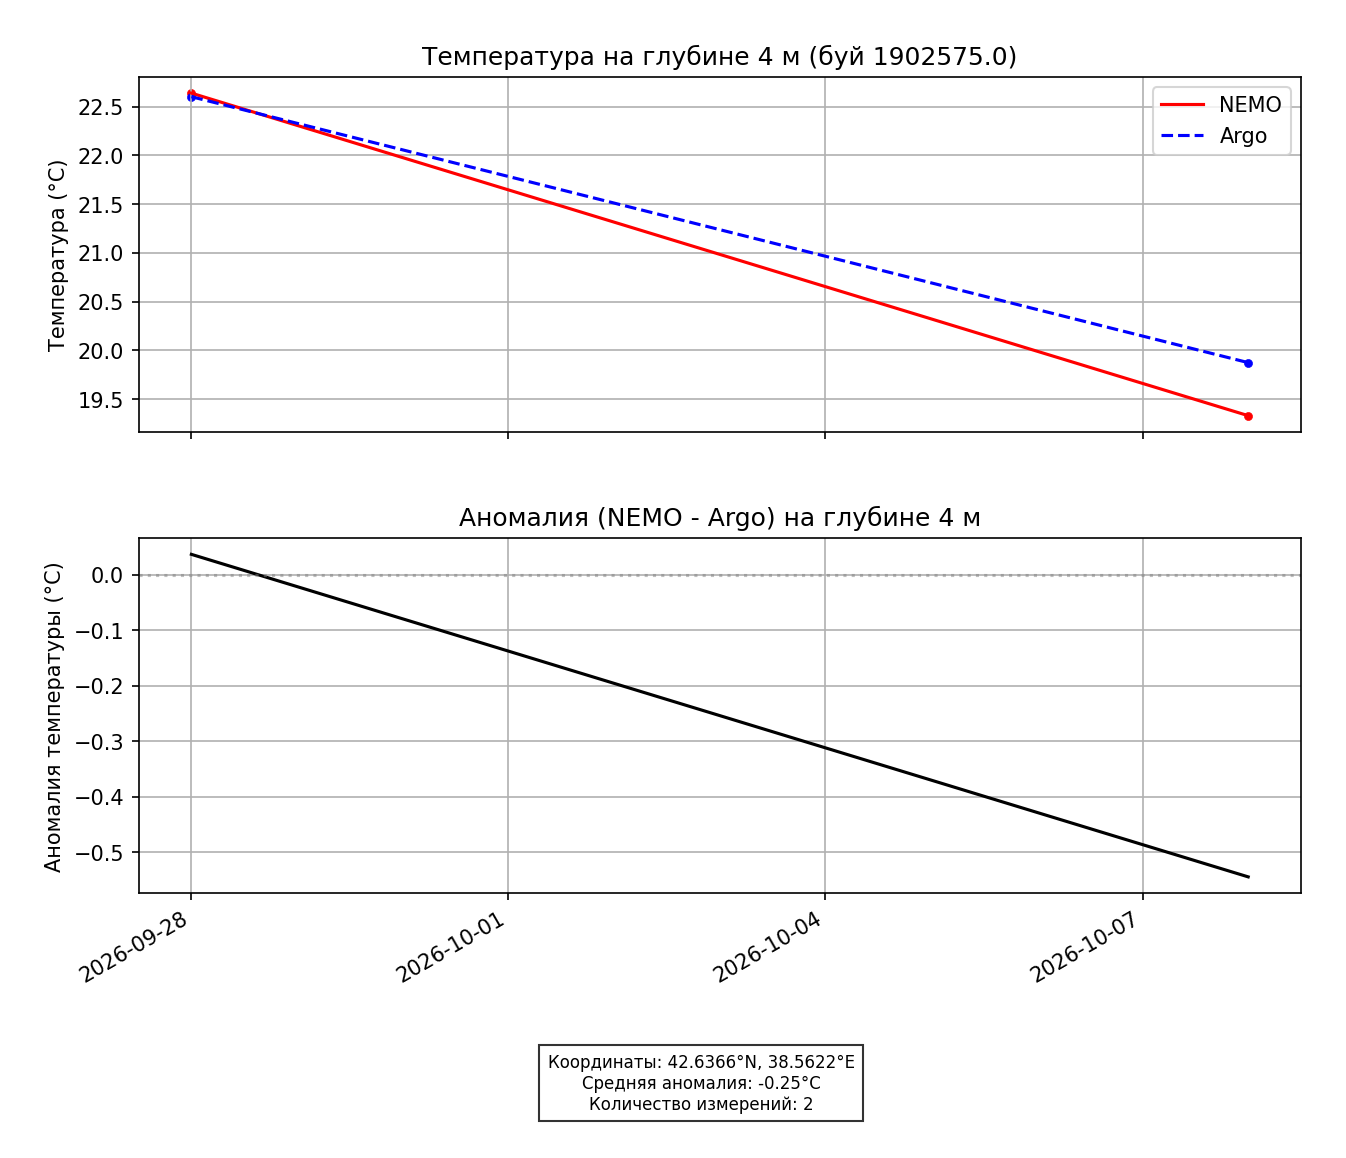 Температура на глубине 4 м (буй 1902575.0)
Температура (°C)
22.5
22.0
21.5
21.0
20.5
20.0
19.5
NEMO
Argo
Аномалия (NEMO - Argo) на глубине 4 м
Аномалия температуры (°C)
0.0
−0.1
−0.2
−0.3
−0.4
−0.5
2026-09-28
2026-10-01
2026-10-04
2026-10-07
Координаты: 42.6366°N, 38.5622°E
Средняя аномалия: -0.25°C
Количество измерений: 2